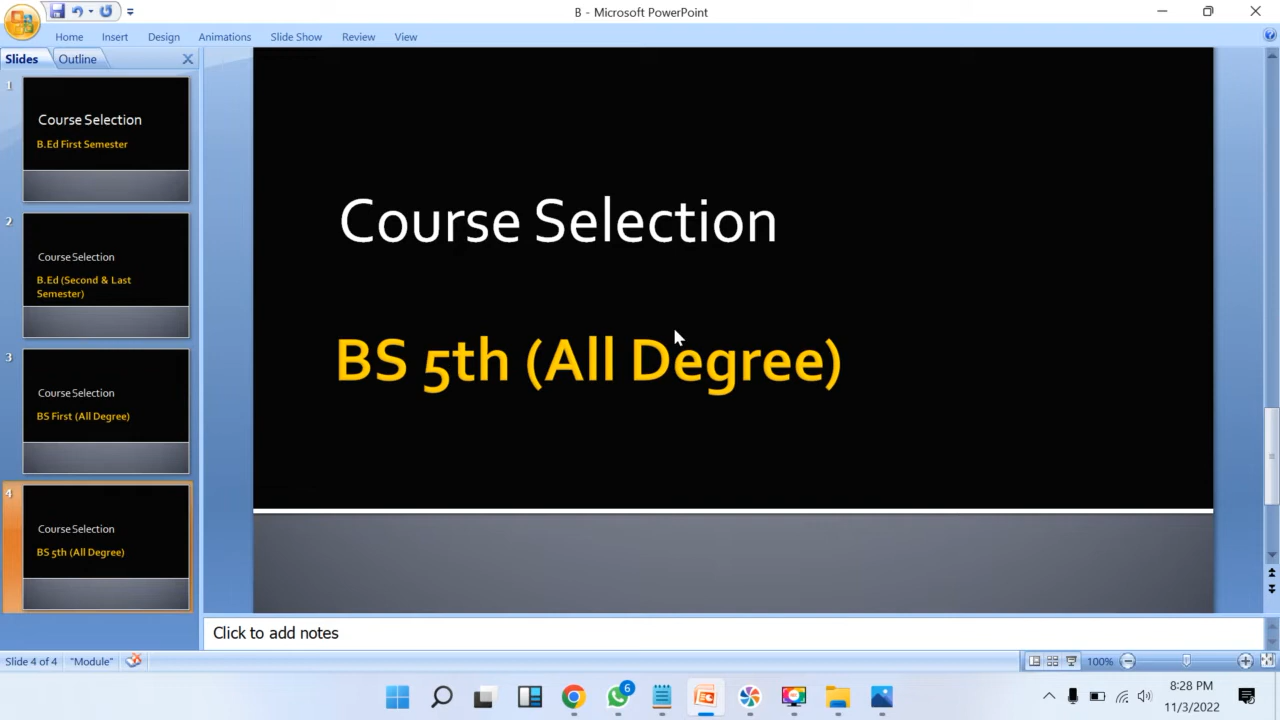 B - Microsoft PowerPoint
Home Insert Design Animations Slide Show Review View
Slides Outline
1
Course Selection
B.Ed First Semester
2
Course Selection
B.Ed (Second & Last
Semester)
3
Course Selection
BS First (All Degree)
4
Course Selection
BS 5th (All Degree)
Course Selection
BS 5th (All Degree)
Click to add notes
Slide 4 of 4 "Module" 100%
6
8:28 PM
11/3/2022